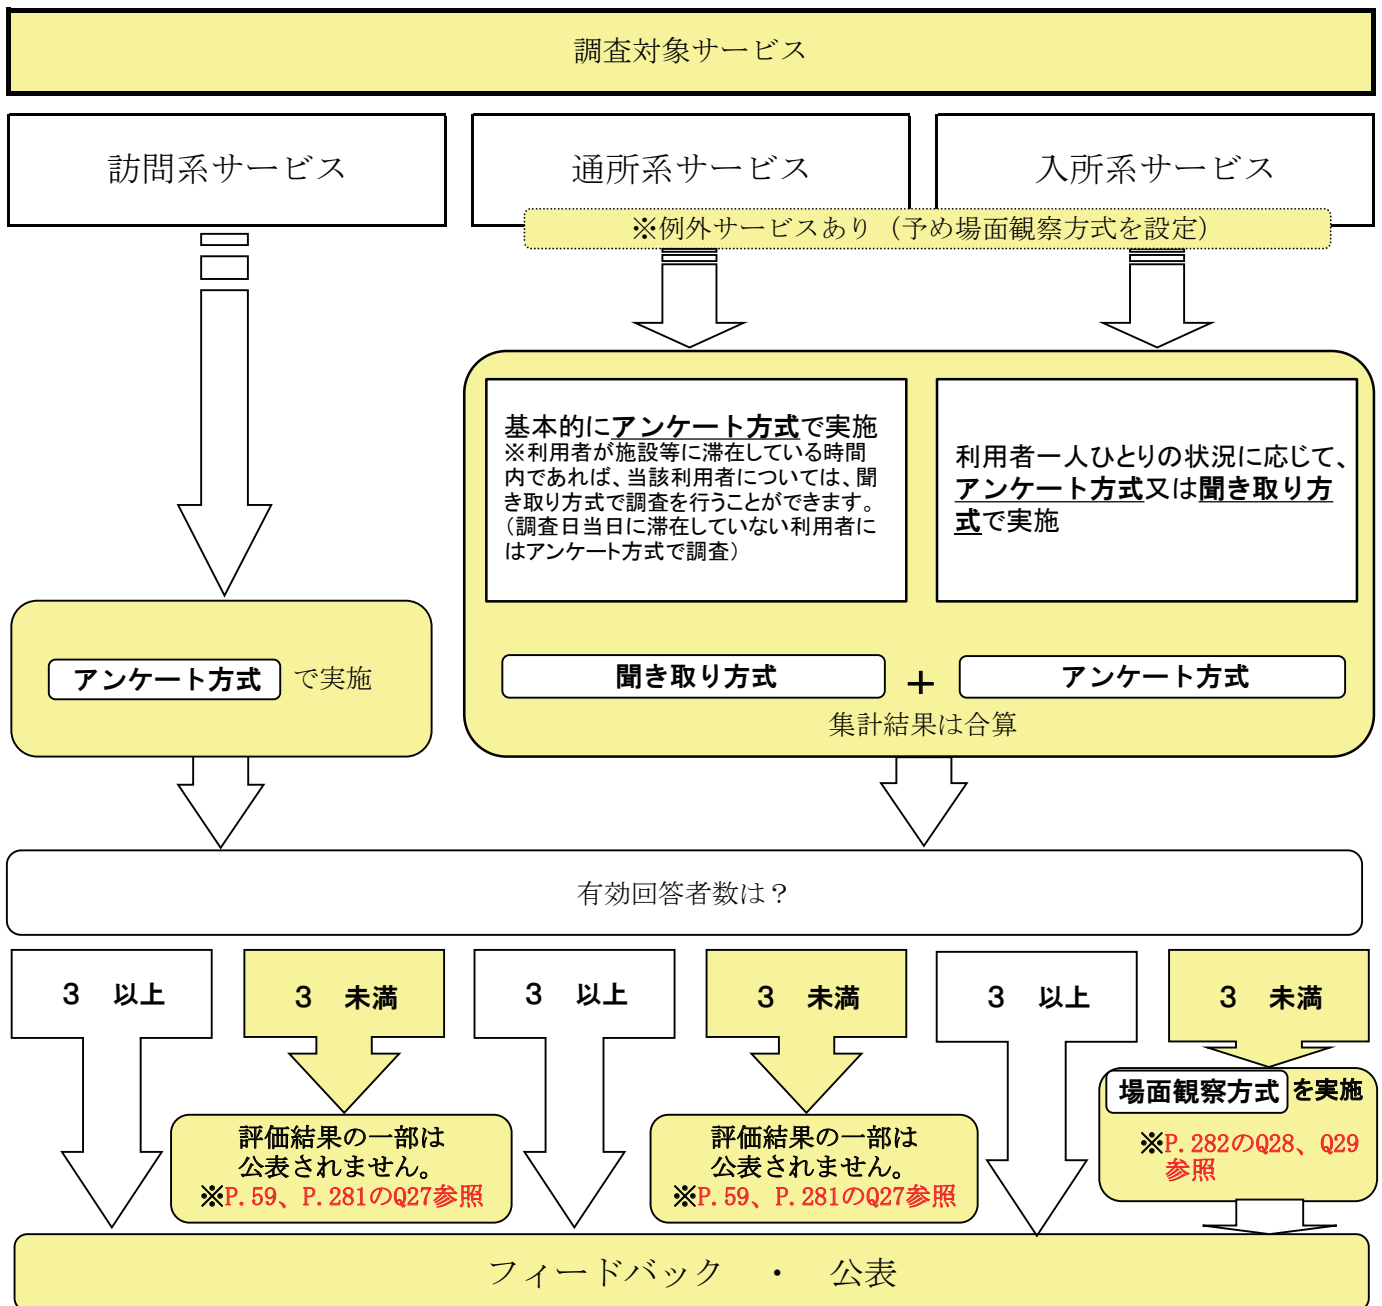 調査対象サービス
訪問系サービス
通所系サービス
入所系サービス
※例外サービスあり（予め場面観察方式を設定）
基本的にアンケート方式で実施
※利用者が施設等に滞在している時間
内であれば、当該利用者については、聞
き取り方式で調査を行うことができます。
（調査日当日に滞在していない利用者に
はアンケート方式で調査）
利用者一人ひとりの状況に応じて、
アンケート方式又は聞き取り方
式で実施
アンケート方式 で実施
聞き取り方式 ＋ アンケート方式
集計結果は合算
有効回答者数は？
３　以上
３　未満
３　以上
３　未満
３　以上
３　未満
評価結果の一部は
公表されません。
※P.59、P.281のQ27参照
評価結果の一部は
公表されません。
※P.59、P.281のQ27参照
場面観察方式 を実施
※P.282のQ28、Q29
参照
フィードバック　・　公表